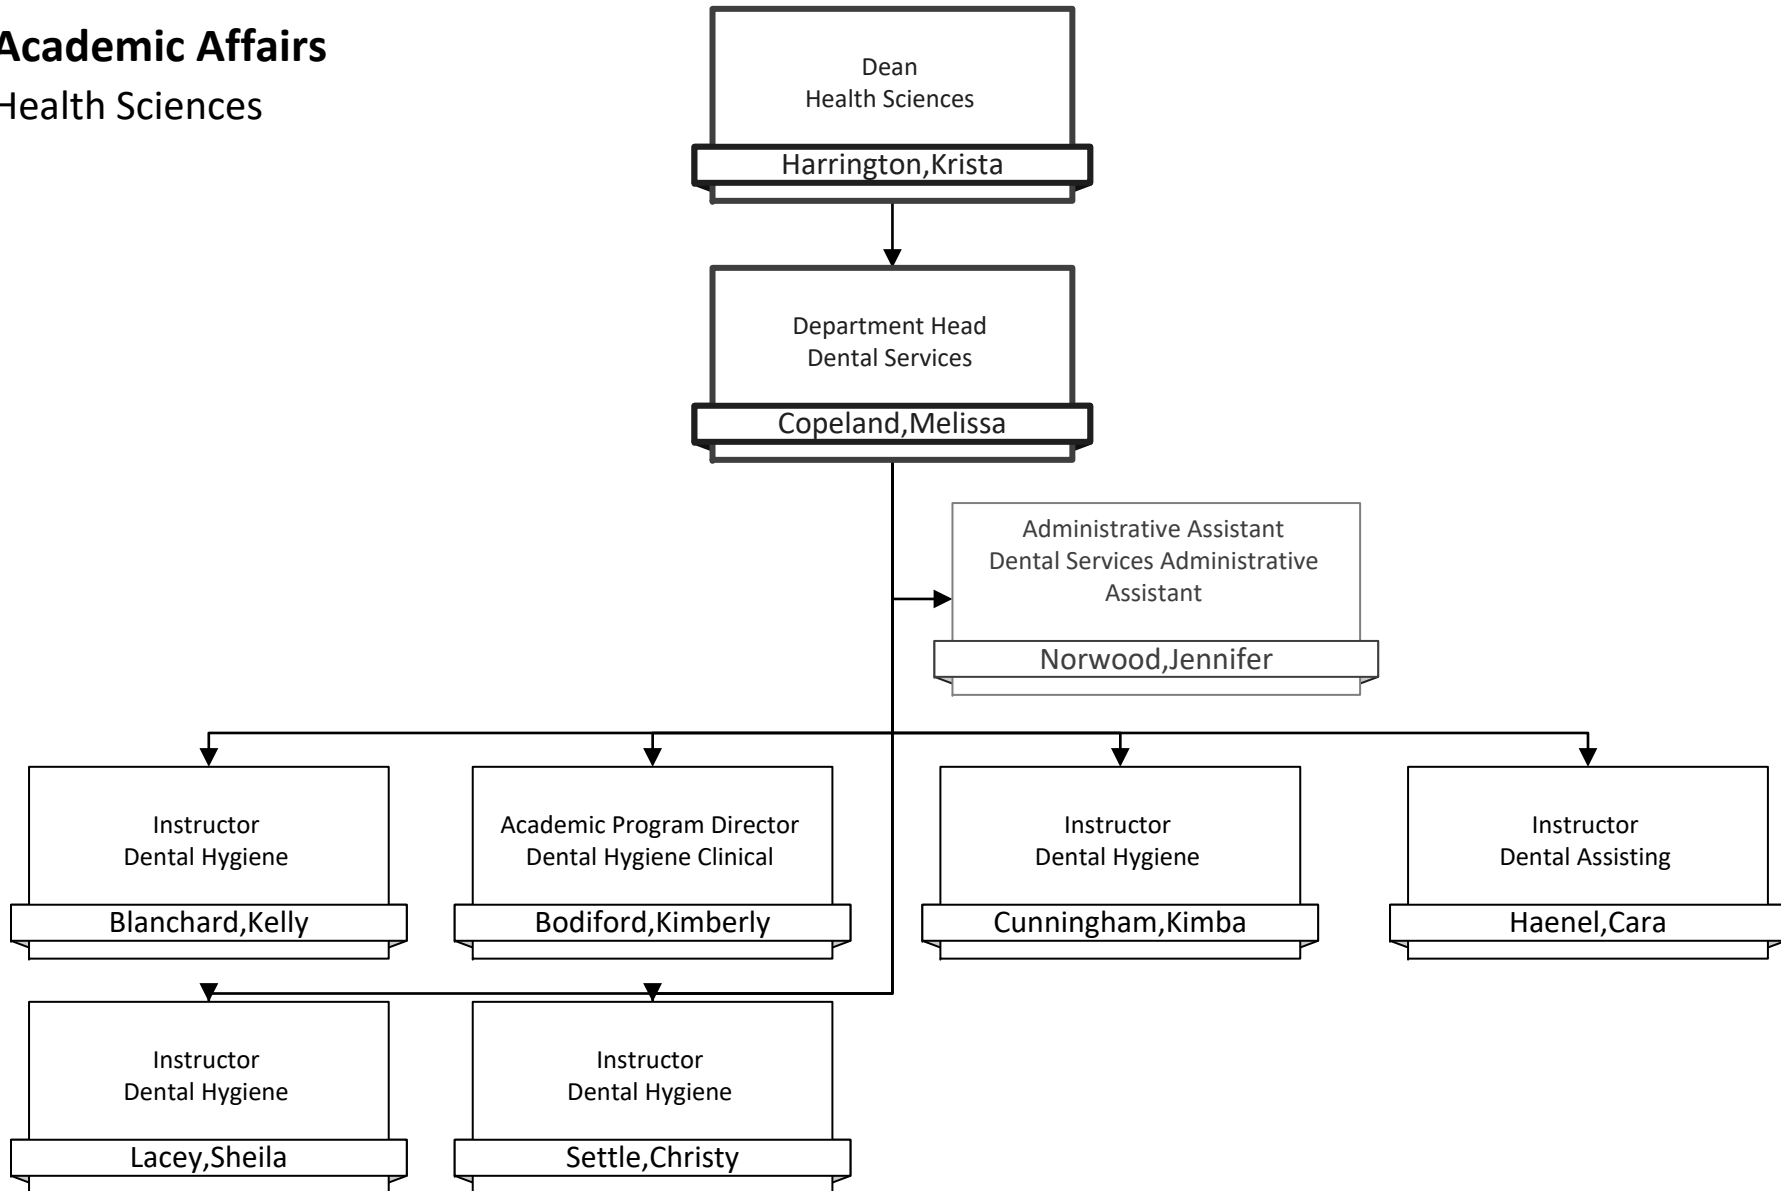 Academic Affairs
Health Sciences
Dean
Health Sciences
Harrington,Krista
Department Head
Dental Services
Copeland,Melissa
Administrative Assistant
Dental Services Administrative
Assistant
Norwood,Jennifer
Instructor
Dental Hygiene
Blanchard,Kelly
Academic Program Director
Dental Hygiene Clinical
Bodiford,Kimberly
Instructor
Dental Hygiene
Cunningham,Kimba
Instructor
Dental Assisting
Haenel,Cara
Instructor
Dental Hygiene
Lacey,Sheila
Instructor
Dental Hygiene
Settle,Christy